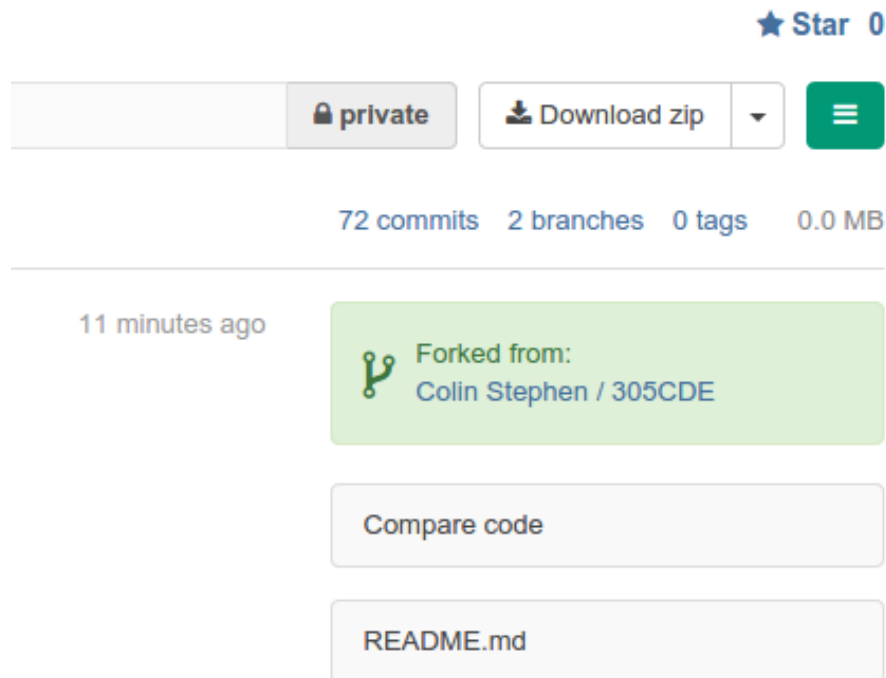 Star 0
private Download zip
72 commits 2 branches 0 tags 0.0 MB
11 minutes ago
Forked from:
Colin Stephen / 305CDE
Compare code
README.md